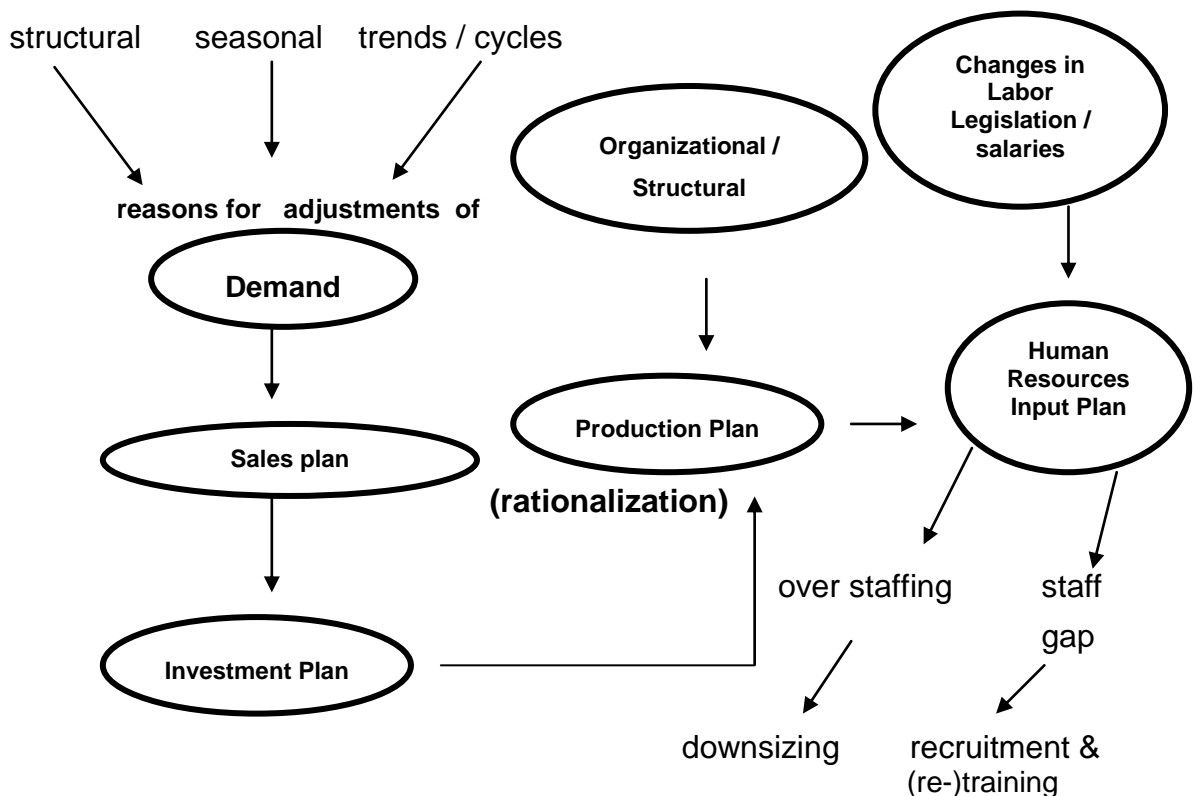 structural seasonal trends / cycles
reasons for adjustments of
Demand
Sales plan
Investment Plan
Organizational /
Structural
Production Plan
(rationalization)
Changes in
Labor
Legislation /
salaries
Human
Resources
Input Plan
over staffing
downsizing
staff
gap
recruitment &
(re-)training